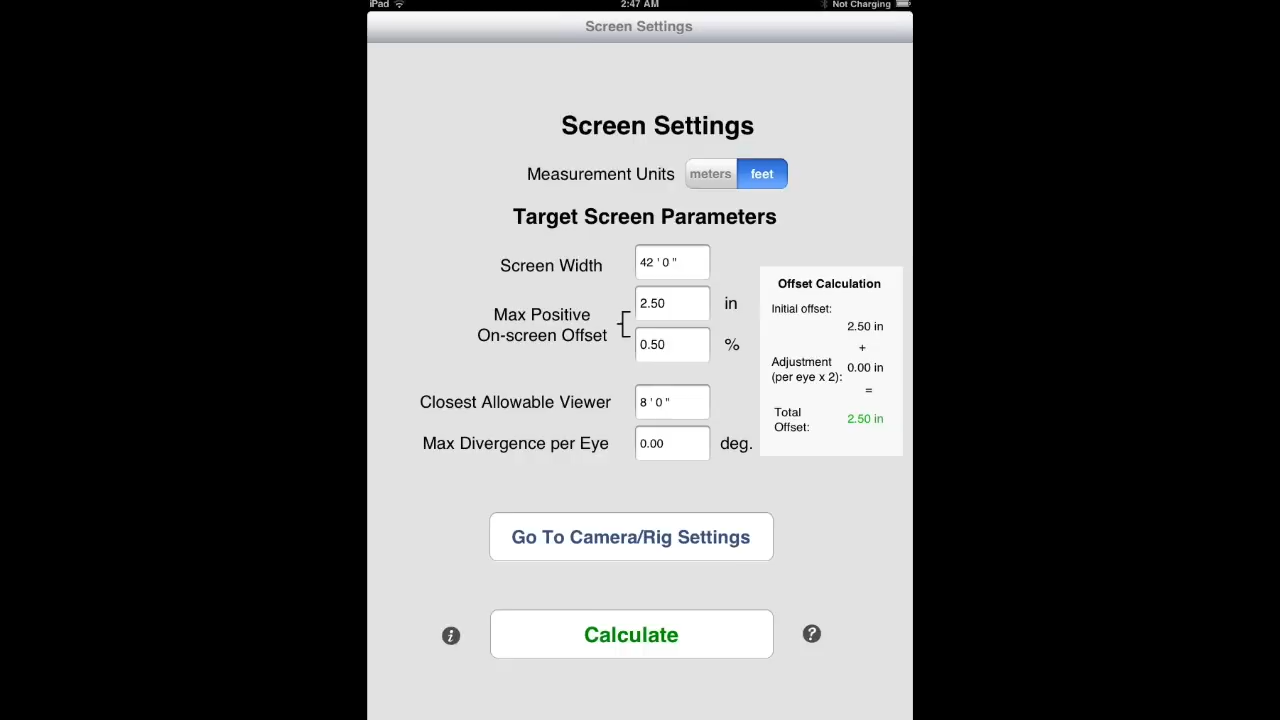 iPad 2:47 AM Not Charging
Screen Settings
Screen Settings
Measurement Units meters feet
Target Screen Parameters
Screen Width 42 ' 0 "
Max Positive
On-screen Offset
2.50 in
0.50 %
Closest Allowable Viewer 8 ' 0 "
Max Divergence per Eye 0.00 deg.
Offset Calculation
Initial offset:
2.50 in
+
Adjustment
(per eye x 2):
0.00 in
=
Total
Offset:
2.50 in
Go To Camera/Rig Settings
i Calculate ?